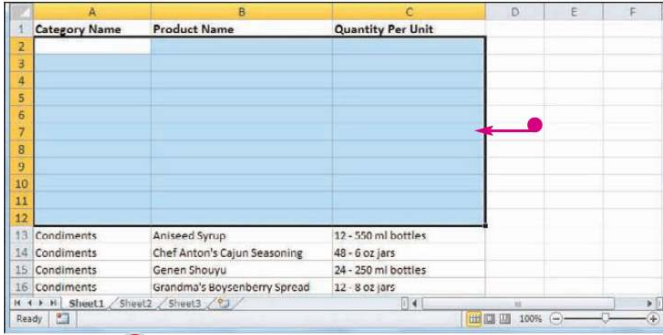 A B C D E F
1 Category Name Product Name Quantity Per Unit
2
3
4
5
6
7
8
9
10
11
12
13 Condiments Aniseed Syrup 12 - 550 ml bottles
14 Condiments Chef Anton's Cajun Seasoning 48 - 6 oz jars
15 Condiments Genen Shouyu 24 - 250 ml bottles
16 Condiments Grandma's Boysenberry Spread 12 - 8 oz jars
Sheet1 Sheet2 Sheet3
Ready 100%